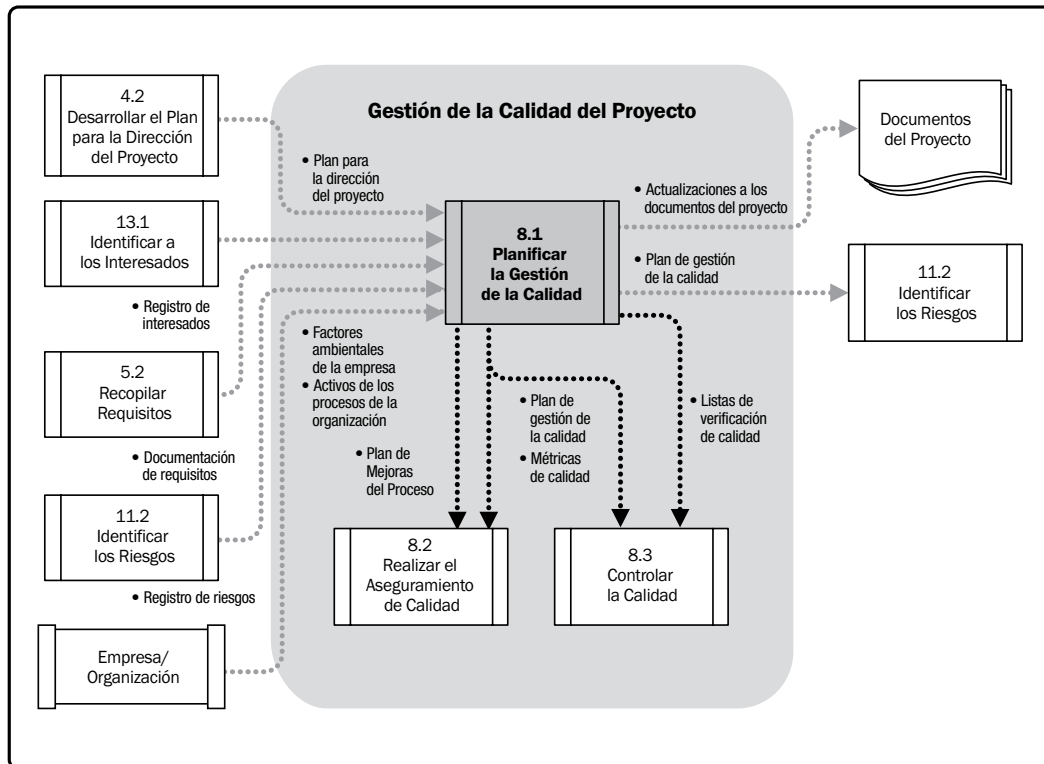 Gestión de la Calidad del Proyecto
4.2
Desarrollar el Plan
para la Dirección
del Proyecto
• Plan para
la dirección
del proyecto
13.1
Identificar a
los Interesados
• Registro de
interesados
5.2
Recopilar
Requisitos
• Documentación
de requisitos
11.2
Identificar
los Riesgos
• Registro de riesgos
Empresa/
Organización
• Factores
ambientales
de la empresa
• Activos de los
procesos de la
organización
8.1
Planificar
la Gestión
de la Calidad
• Actualizaciones a los
documentos del proyecto
Documentos
del Proyecto
• Plan de gestión
de la calidad
11.2
Identificar
los Riesgos
• Plan de
Mejoras
del Proceso
• Plan de
gestión de
la calidad
• Métricas
de calidad
• Listas de
verificación
de calidad
8.2
Realizar el
Aseguramiento
de Calidad
8.3
Controlar
la Calidad